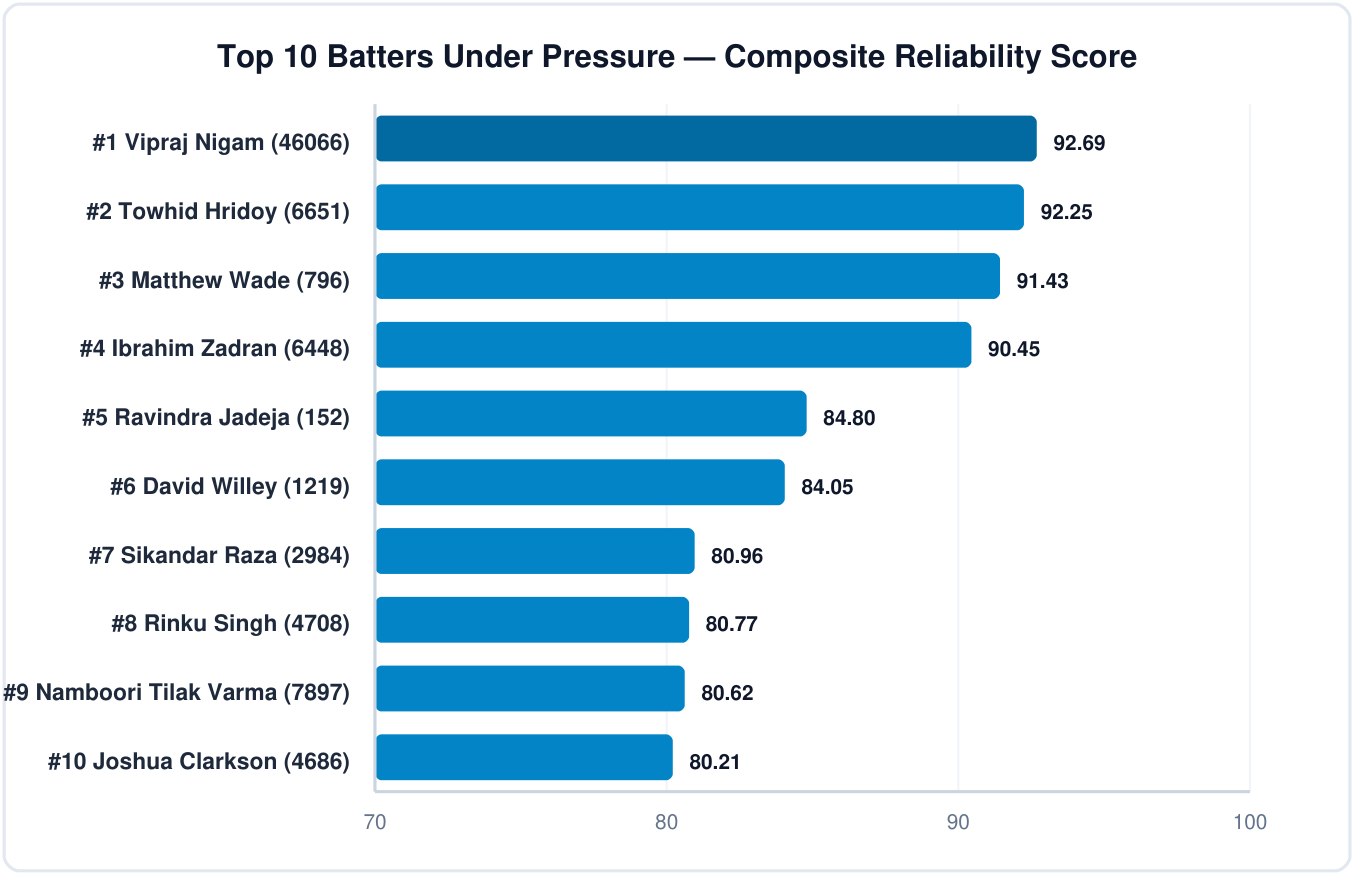 Top 10 Batters Under Pressure — Composite Reliability Score
#1 Vipraj Nigam (46066) 92.69
#2 Towhid Hridoy (6651) 92.25
#3 Matthew Wade (796) 91.43
#4 Ibrahim Zadran (6448) 90.45
#5 Ravindra Jadeja (152) 84.80
#6 David Willey (1219) 84.05
#7 Sikandar Raza (2984) 80.96
#8 Rinku Singh (4708) 80.77
#9 Namboori Tilak Varma (7897) 80.62
#10 Joshua Clarkson (4686) 80.21
70 80 90 100